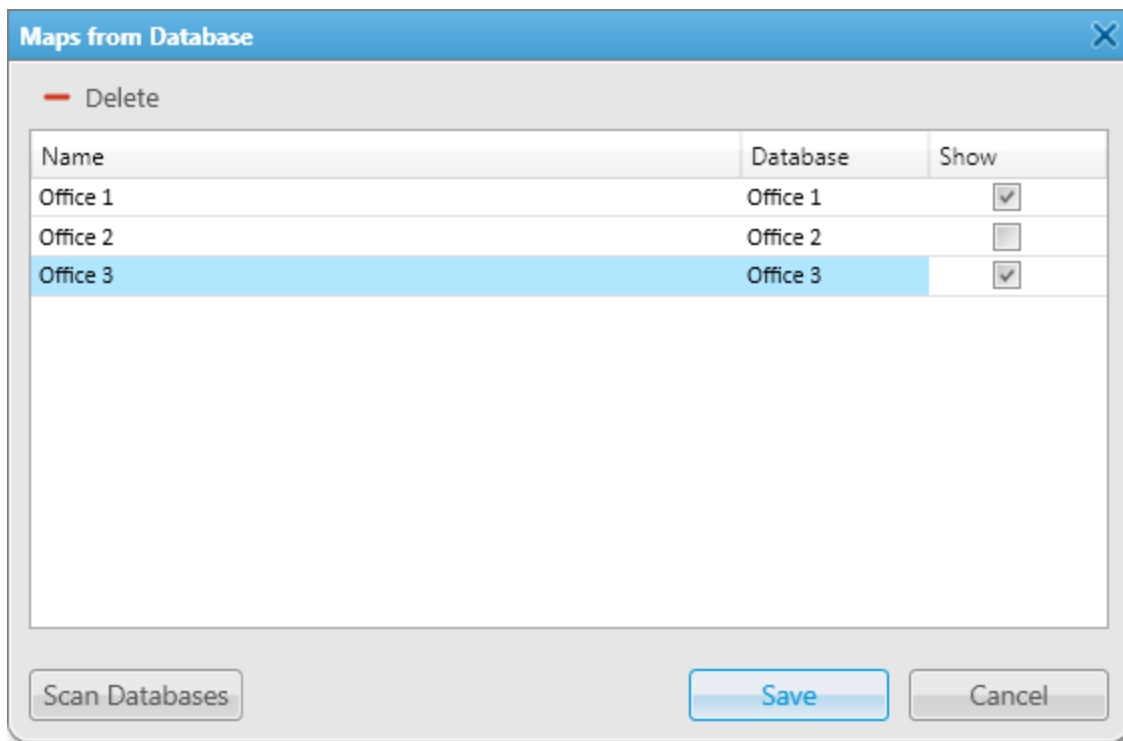 Maps from Database
Delete
Name Database Show
Office 1 Office 1
Office 2 Office 2
Office 3 Office 3
Scan Databases Save Cancel